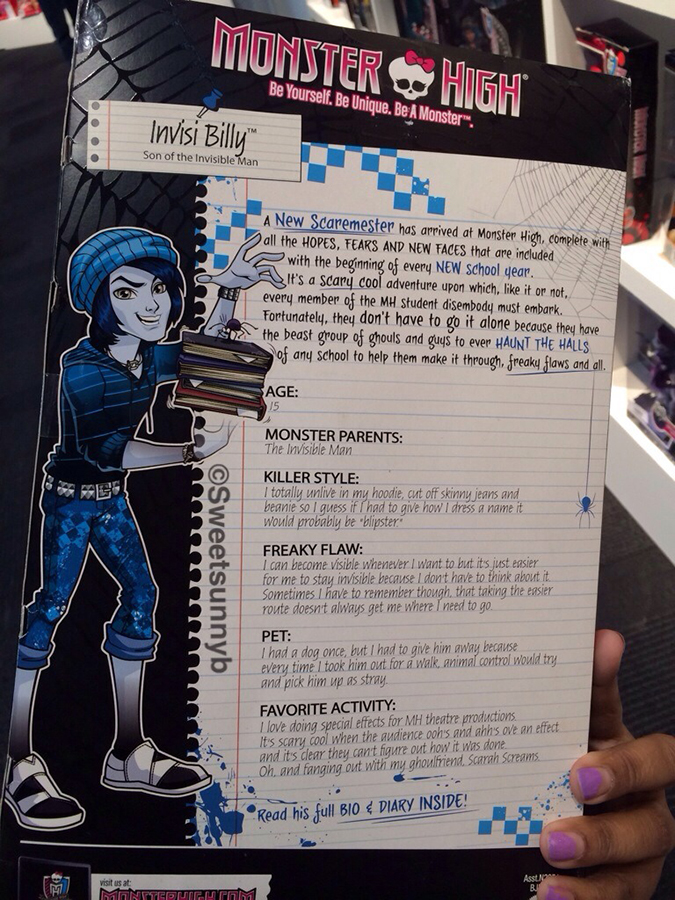 MONSTER HIGH®
Be Yourself. Be Unique. Be A Monster™.
Invisi Billy™
Son of the Invisible Man
A New Scaremester has arrived at Monster High, complete with
all the HOPES, FEARS AND NEW FACES that are included
with the beginning of every NEW school year.
It's a scary cool adventure upon which, like it or not,
every member of the MH student disembody must embark.
Fortunately, they don't have to go it alone because they have
the beast group of ghouls and guys to ever HAUNT THE HALLS
of any school to help them make it through, freaky flaws and all.
AGE:
15
MONSTER PARENTS:
The Invisible Man
KILLER STYLE:
I totally unlive in my hoodie, cut off skinny jeans and
beanie so I guess if I had to give how I dress a name it
would probably be "blipster."
FREAKY FLAW:
I can become visible whenever I want to but it's just easier
for me to stay invisible because I don't have to think about it.
Sometimes I have to remember though, that taking the easier
route doesn't always get me where I need to go.
PET:
I had a dog once, but I had to give him away because
every time I took him out for a walk, animal control would try
and pick him up as stray.
FAVORITE ACTIVITY:
I love doing special effects for MH theatre productions.
It's scary cool when the audience ooh's and ahh's ove an effect
and it's clear they can't figure out how it was done.
Oh, and fanging out with my ghoulfriend, Scarah Screams.
Read his full BIO & DIARY INSIDE!
©Sweetsunnyb
visit us at:
MONSTERHIGH.COM